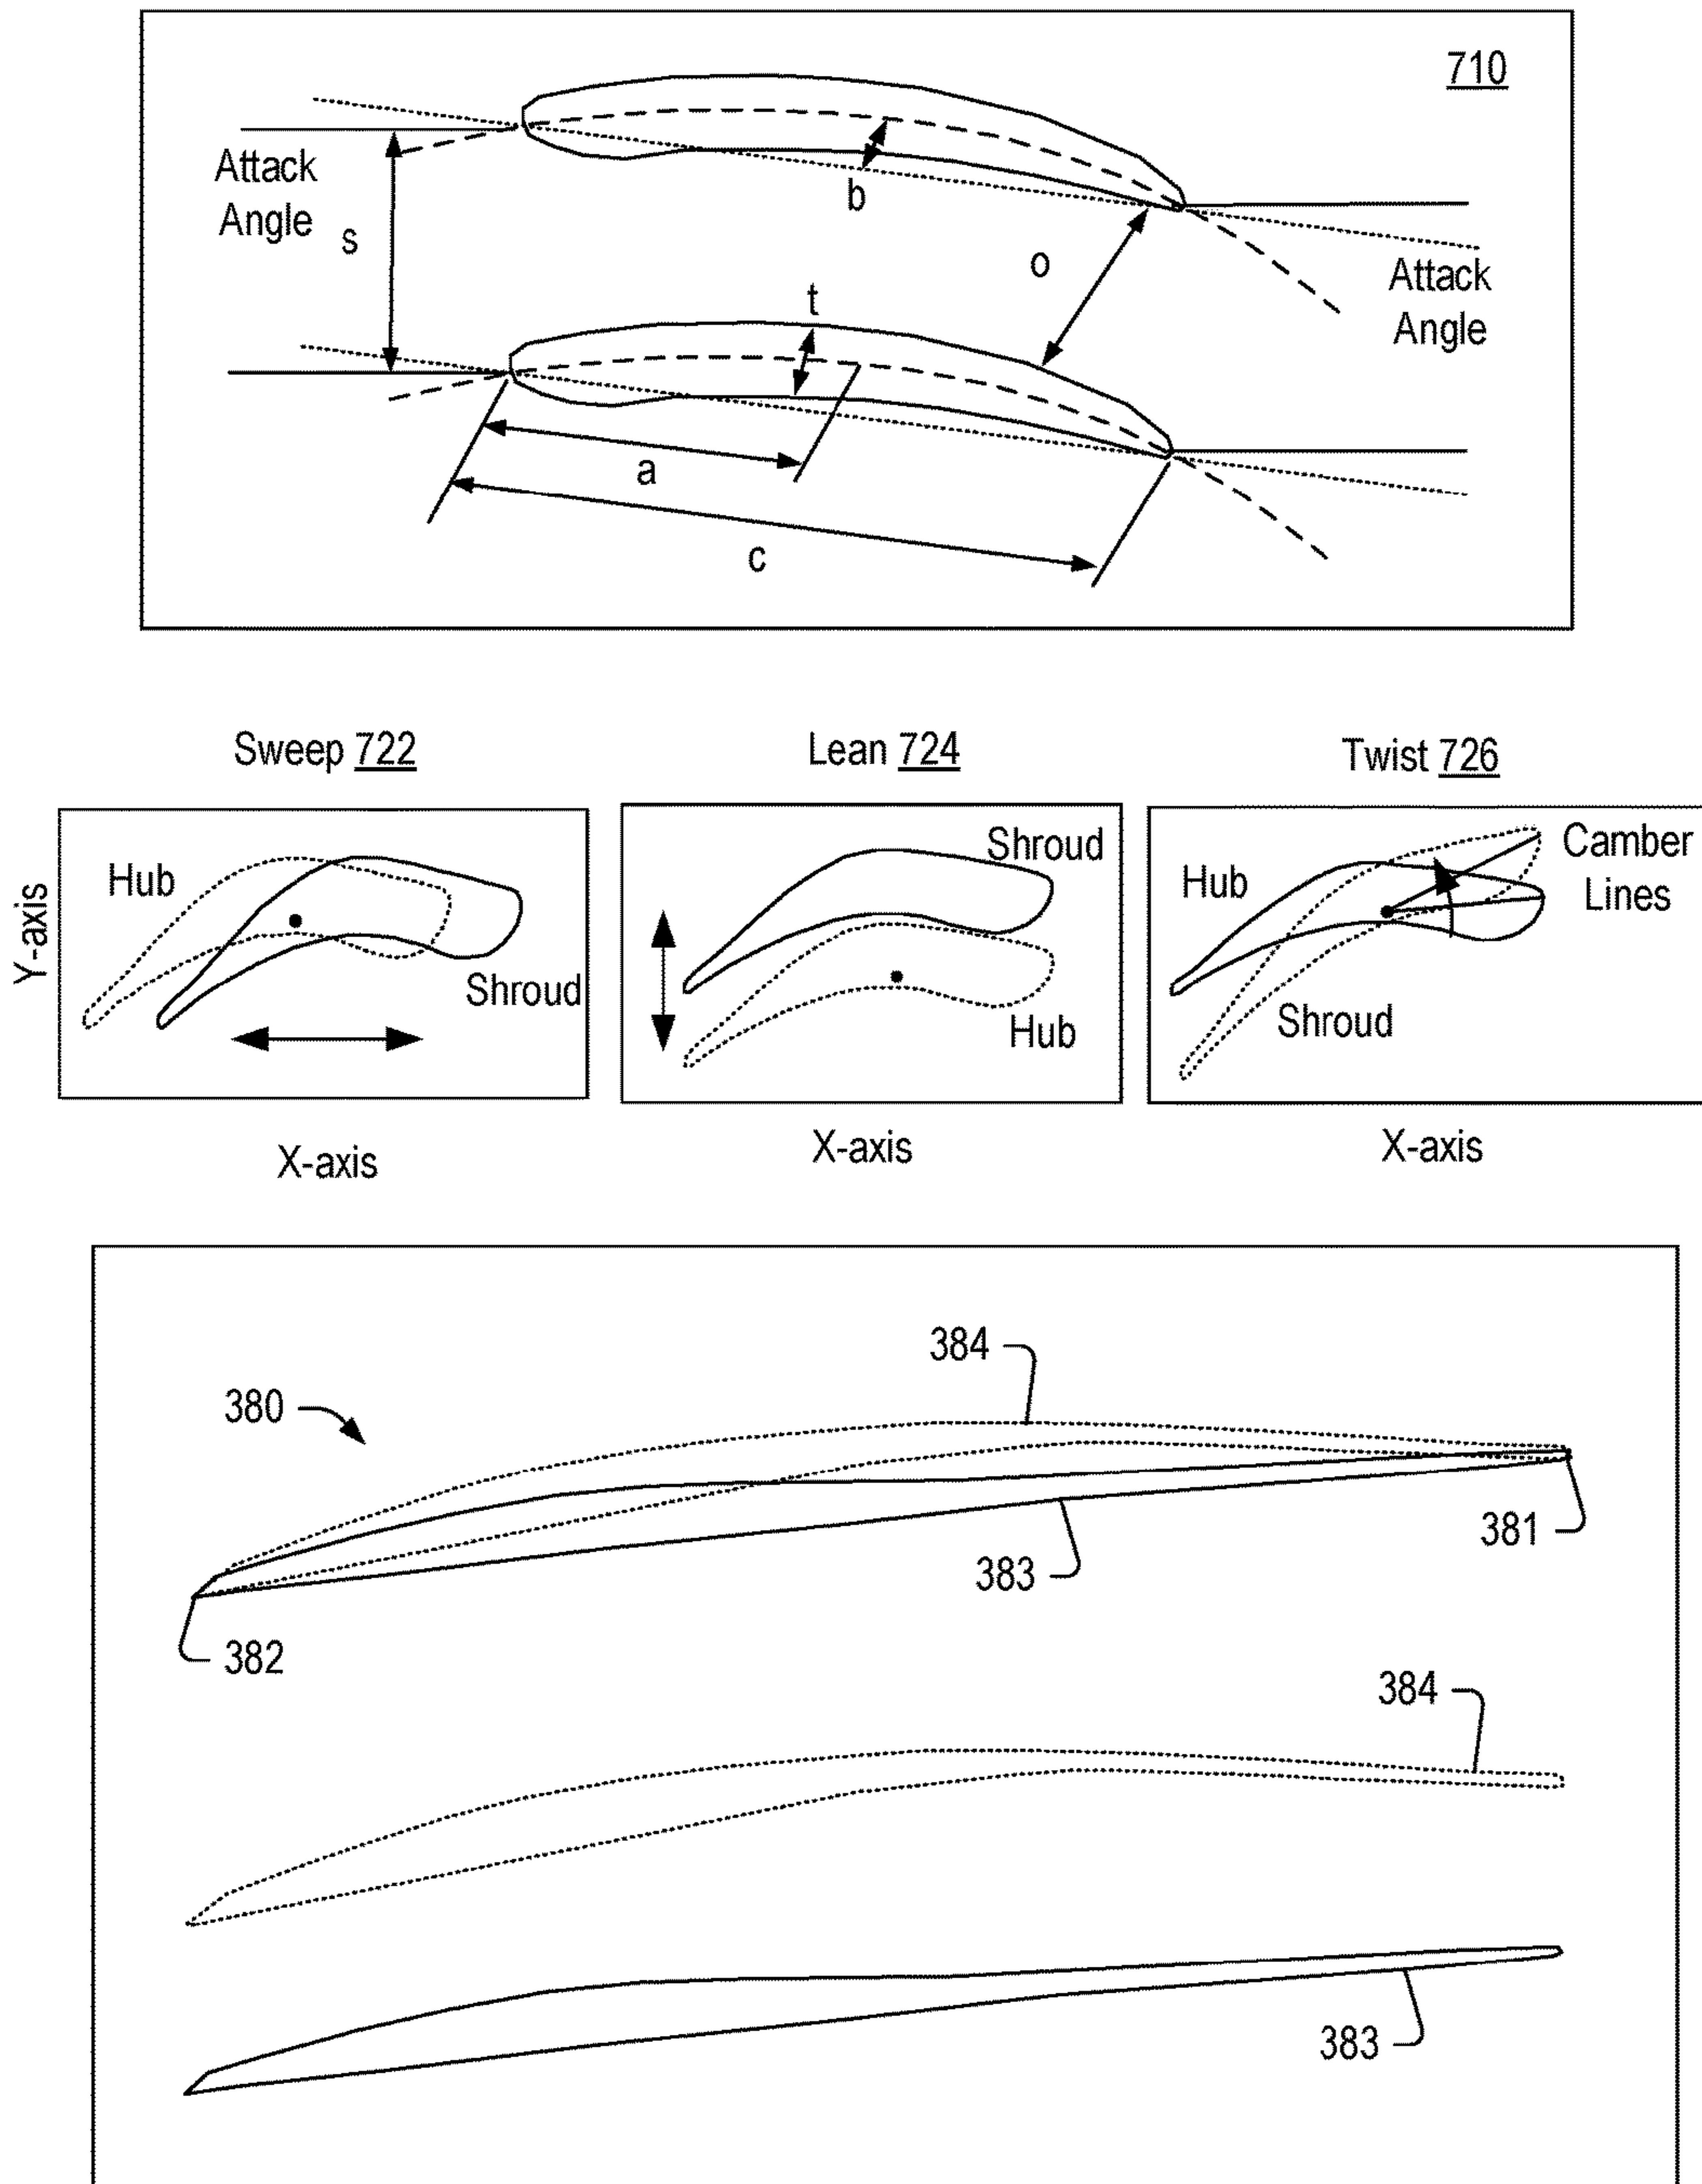 710
Attack
Angle
s
b
o
t
Attack
Angle
a
c
Sweep 722
Lean 724
Twist 726
Y-axis
Hub
Shroud
X-axis
Shroud
Hub
X-axis
Hub
Shroud
Camber
Lines
X-axis
384
380
381
383
382
384
383